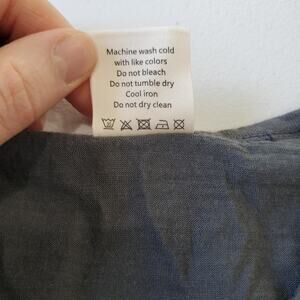 Machine wash cold
with like colors
Do not bleach
Do not tumble dry
Cool iron
Do not dry clean